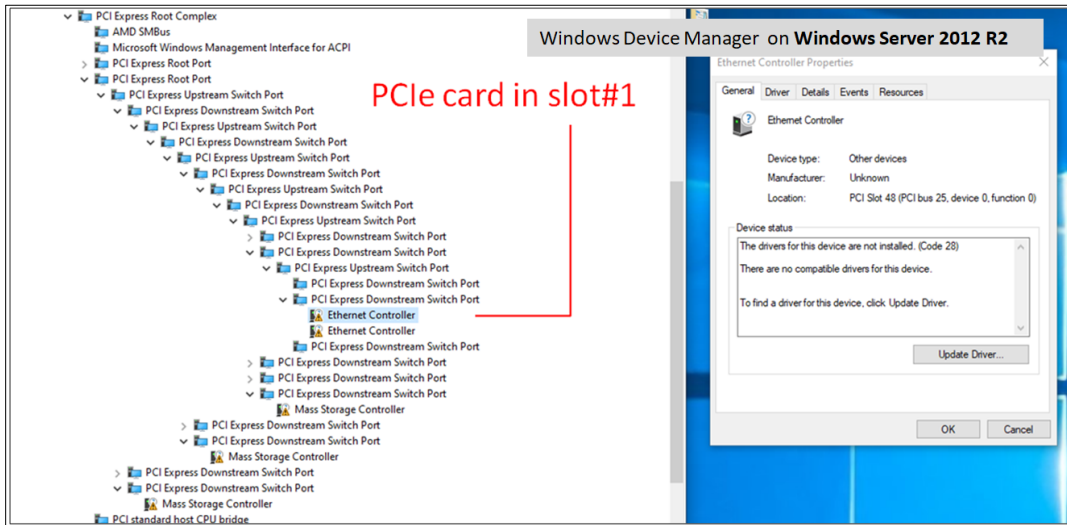 PCI Express Root Complex
AMD SMBus
Microsoft Windows Management Interface for ACPI
PCI Express Root Port
PCI Express Root Port
PCI Express Upstream Switch Port
PCI Express Downstream Switch Port
PCI Express Upstream Switch Port
PCI Express Downstream Switch Port
PCI Express Upstream Switch Port
PCI Express Downstream Switch Port
PCI Express Upstream Switch Port
PCI Express Downstream Switch Port
PCI Express Upstream Switch Port
PCI Express Downstream Switch Port
PCI Express Downstream Switch Port
PCI Express Upstream Switch Port
PCI Express Downstream Switch Port
PCI Express Downstream Switch Port
Ethernet Controller
Ethernet Controller
PCI Express Downstream Switch Port
PCI Express Downstream Switch Port
PCI Express Downstream Switch Port
PCI Express Downstream Switch Port
Mass Storage Controller
PCI Express Downstream Switch Port
PCI Express Downstream Switch Port
Mass Storage Controller
PCI Express Downstream Switch Port
PCI Express Downstream Switch Port
Mass Storage Controller
PCI standard host CPU bridge
PCIe card in slot#1
Windows Device Manager on Windows Server 2012 R2
Ethernet Controller Properties
General Driver Details Events Resources
Ethernet Controller
Device type: Other devices
Manufacturer: Unknown
Location: PCI Slot 48 (PCI bus 25, device 0, function 0)
Device status
The drivers for this device are not installed. (Code 28)
There are no compatible drivers for this device.
To find a driver for this device, click Update Driver.
Update Driver...
OK Cancel